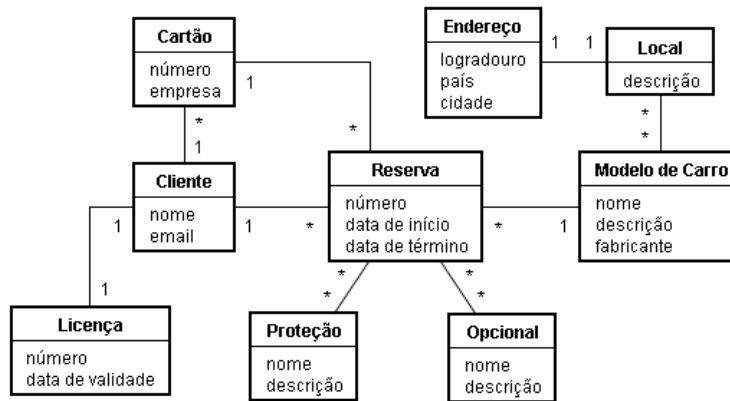 Cartão
número
empresa
1
*
*
1
*
Endereço
logradouro
país
cidade
1
1
Local
descrição
*
*
Cliente
nome
email
1
1
*
Reserva
número
data de início
data de término
*
1
Modelo de Carro
nome
descrição
fabricante
1
Licença
número
data de validade
*
*
Proteção
nome
descrição
*
*
Opcional
nome
descrição